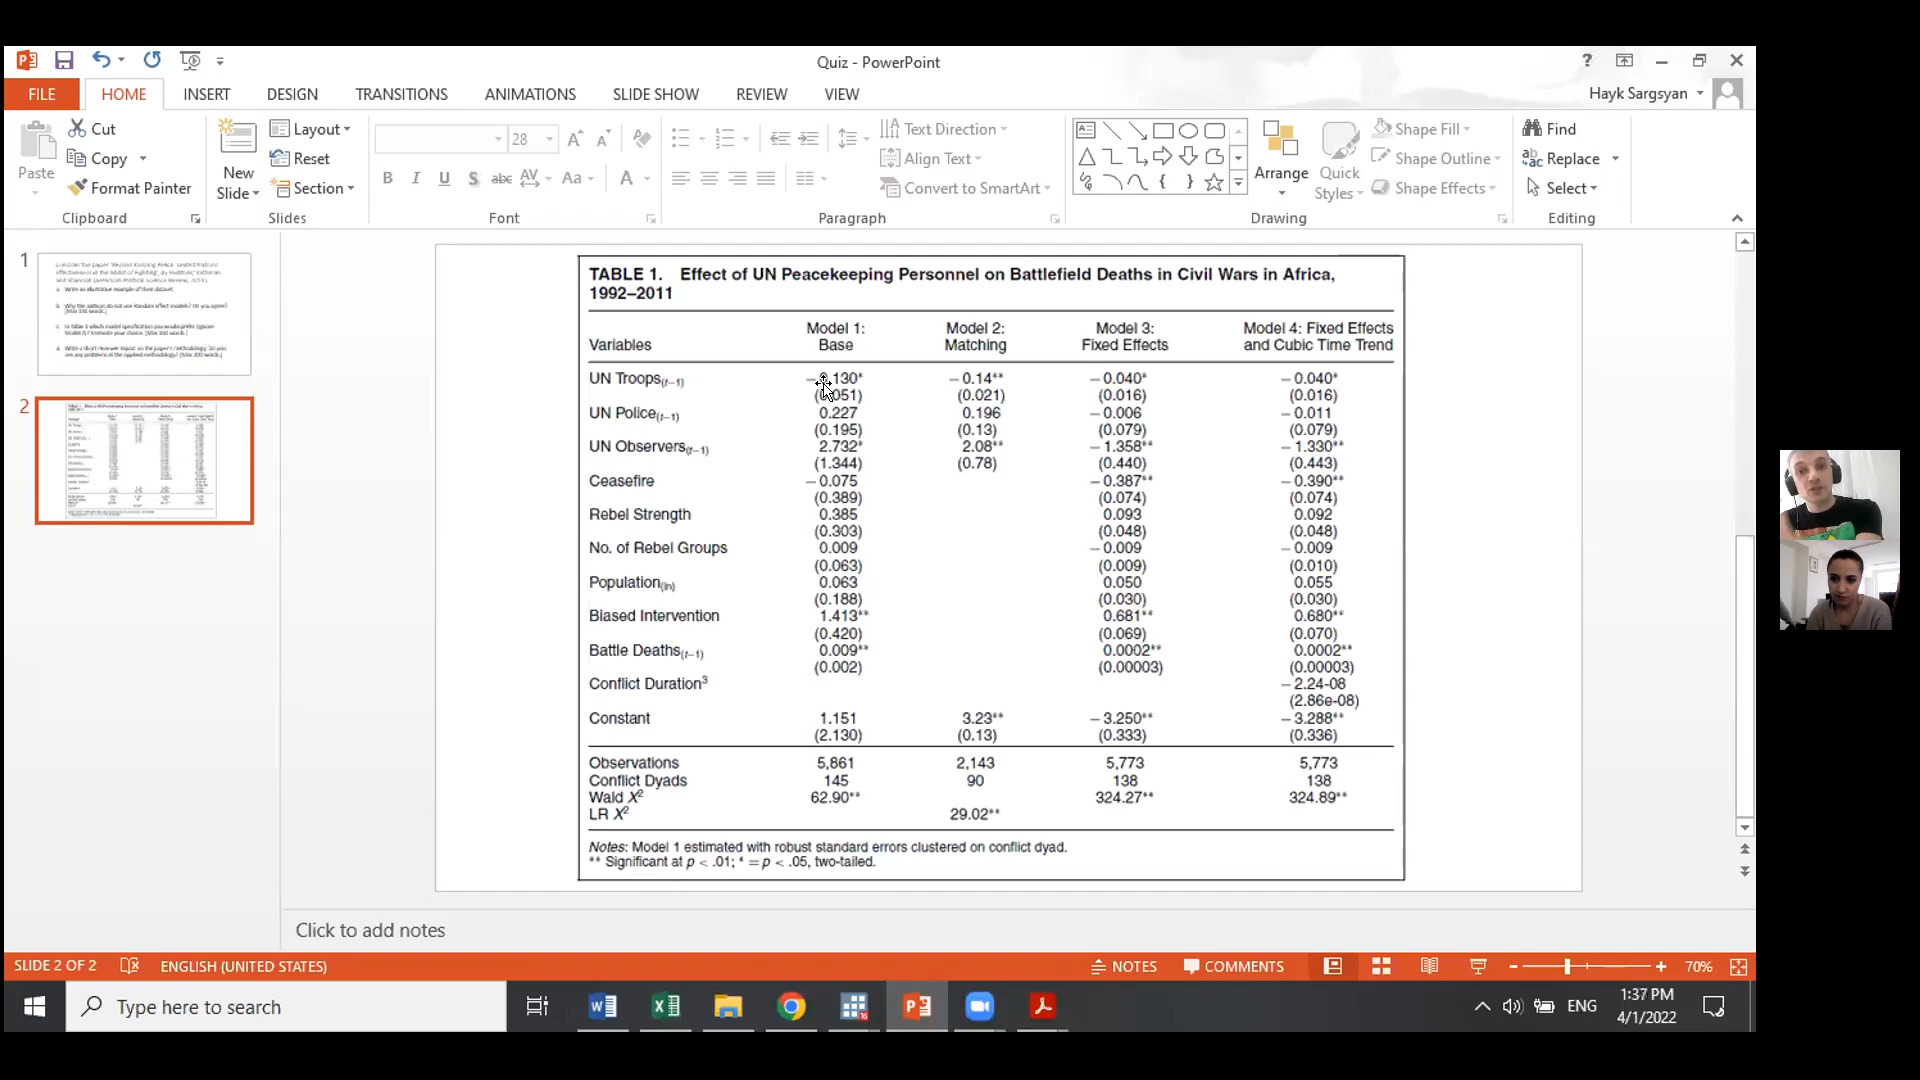 Quiz - PowerPoint
FILE HOME INSERT DESIGN TRANSITIONS ANIMATIONS SLIDE SHOW REVIEW VIEW
Hayk Sargsyan
Paste
Cut
Copy
Format Painter
Clipboard
New
Slide
Layout
Reset
Section
Slides
28
Font
Text Direction
Align Text
Convert to SmartArt
Paragraph
Arrange
Quick
Styles
Shape Fill
Shape Outline
Shape Effects
Drawing
Find
Replace
Select
Editing
1
2
TABLE 1. Effect of UN Peacekeeping Personnel on Battlefield Deaths in Civil Wars in Africa,
1992–2011
Model 1: Model 2: Model 3: Model 4: Fixed Effects
Variables Base Matching Fixed Effects and Cubic Time Trend
UN Troops(t−1) 130* −0.14** −0.040* −0.040*
051) (0.021) (0.016) (0.016)
UN Police(t−1) 0.227 0.196 −0.006 −0.011
(0.195) (0.13) (0.079) (0.079)
UN Observers(t−1) 2.732* 2.08** −1.358** −1.330**
(1.344) (0.78) (0.440) (0.443)
Ceasefire −0.075 −0.387** −0.390**
(0.389) (0.074) (0.074)
Rebel Strength 0.385 0.093 0.092
(0.303) (0.048) (0.048)
No. of Rebel Groups 0.009 −0.009 −0.009
(0.063) (0.009) (0.010)
Population(ln) 0.063 0.050 0.055
(0.188) (0.030) (0.030)
Biased Intervention 1.413** 0.681** 0.680**
(0.420) (0.069) (0.070)
Battle Deaths(t−1) 0.009** 0.0002** 0.0002**
(0.002) (0.00003) (0.00003)
Conflict Duration³ −2.24-08
(2.86e-08)
Constant 1.151 3.23** −3.250** −3.288**
(2.130) (0.13) (0.333) (0.336)
Observations 5,861 2,143 5,773 5,773
Conflict Dyads 145 90 138 138
Wald X² 62.90** 324.27** 324.89**
LR X² 29.02**
Notes: Model 1 estimated with robust standard errors clustered on conflict dyad.
** Significant at p < .01; * = p < .05, two-tailed.
Click to add notes
SLIDE 2 OF 2 ENGLISH (UNITED STATES) NOTES COMMENTS 70%
Type here to search
ENG
1:37 PM
4/1/2022